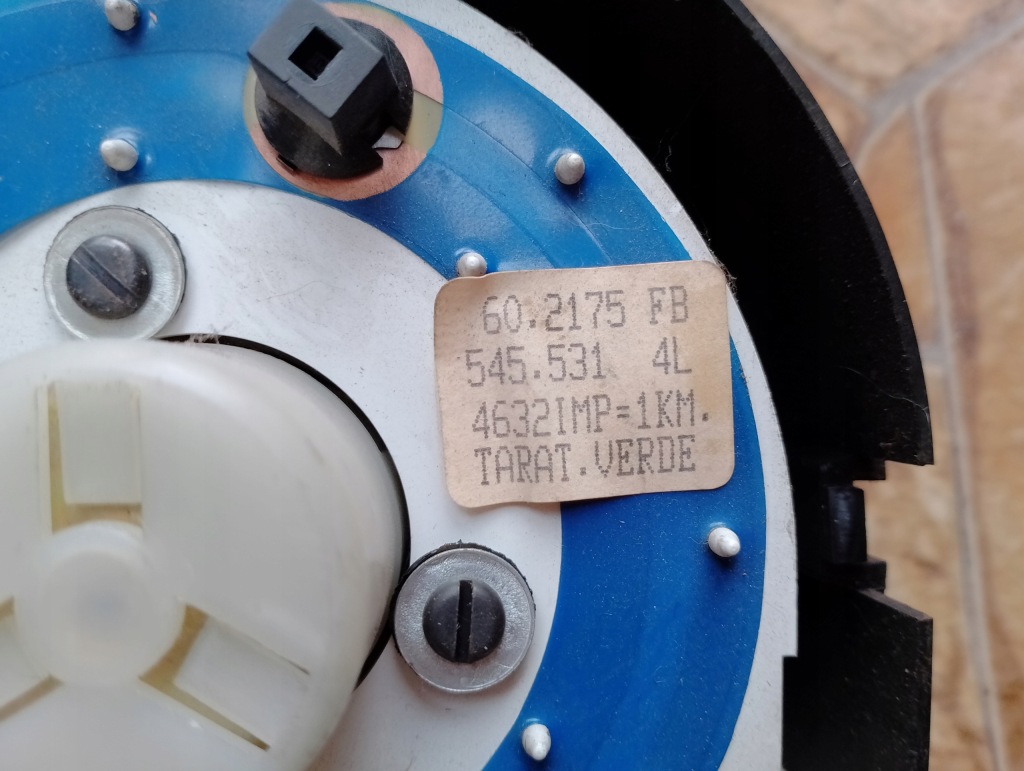 60.2175 FB
545.531 4L
4632IMP=1KM.
TARAT.VERDE